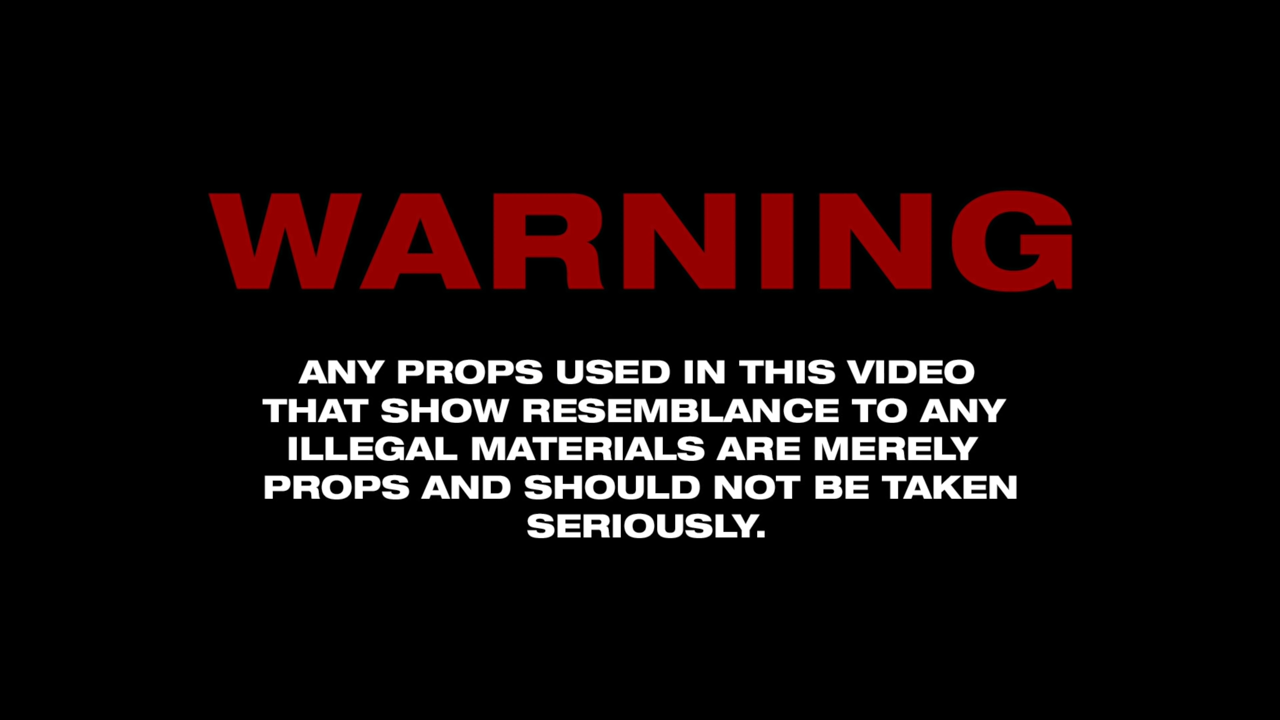 WARNING
ANY PROPS USED IN THIS VIDEO
THAT SHOW RESEMBLANCE TO ANY
ILLEGAL MATERIALS ARE MERELY
PROPS AND SHOULD NOT BE TAKEN
SERIOUSLY.